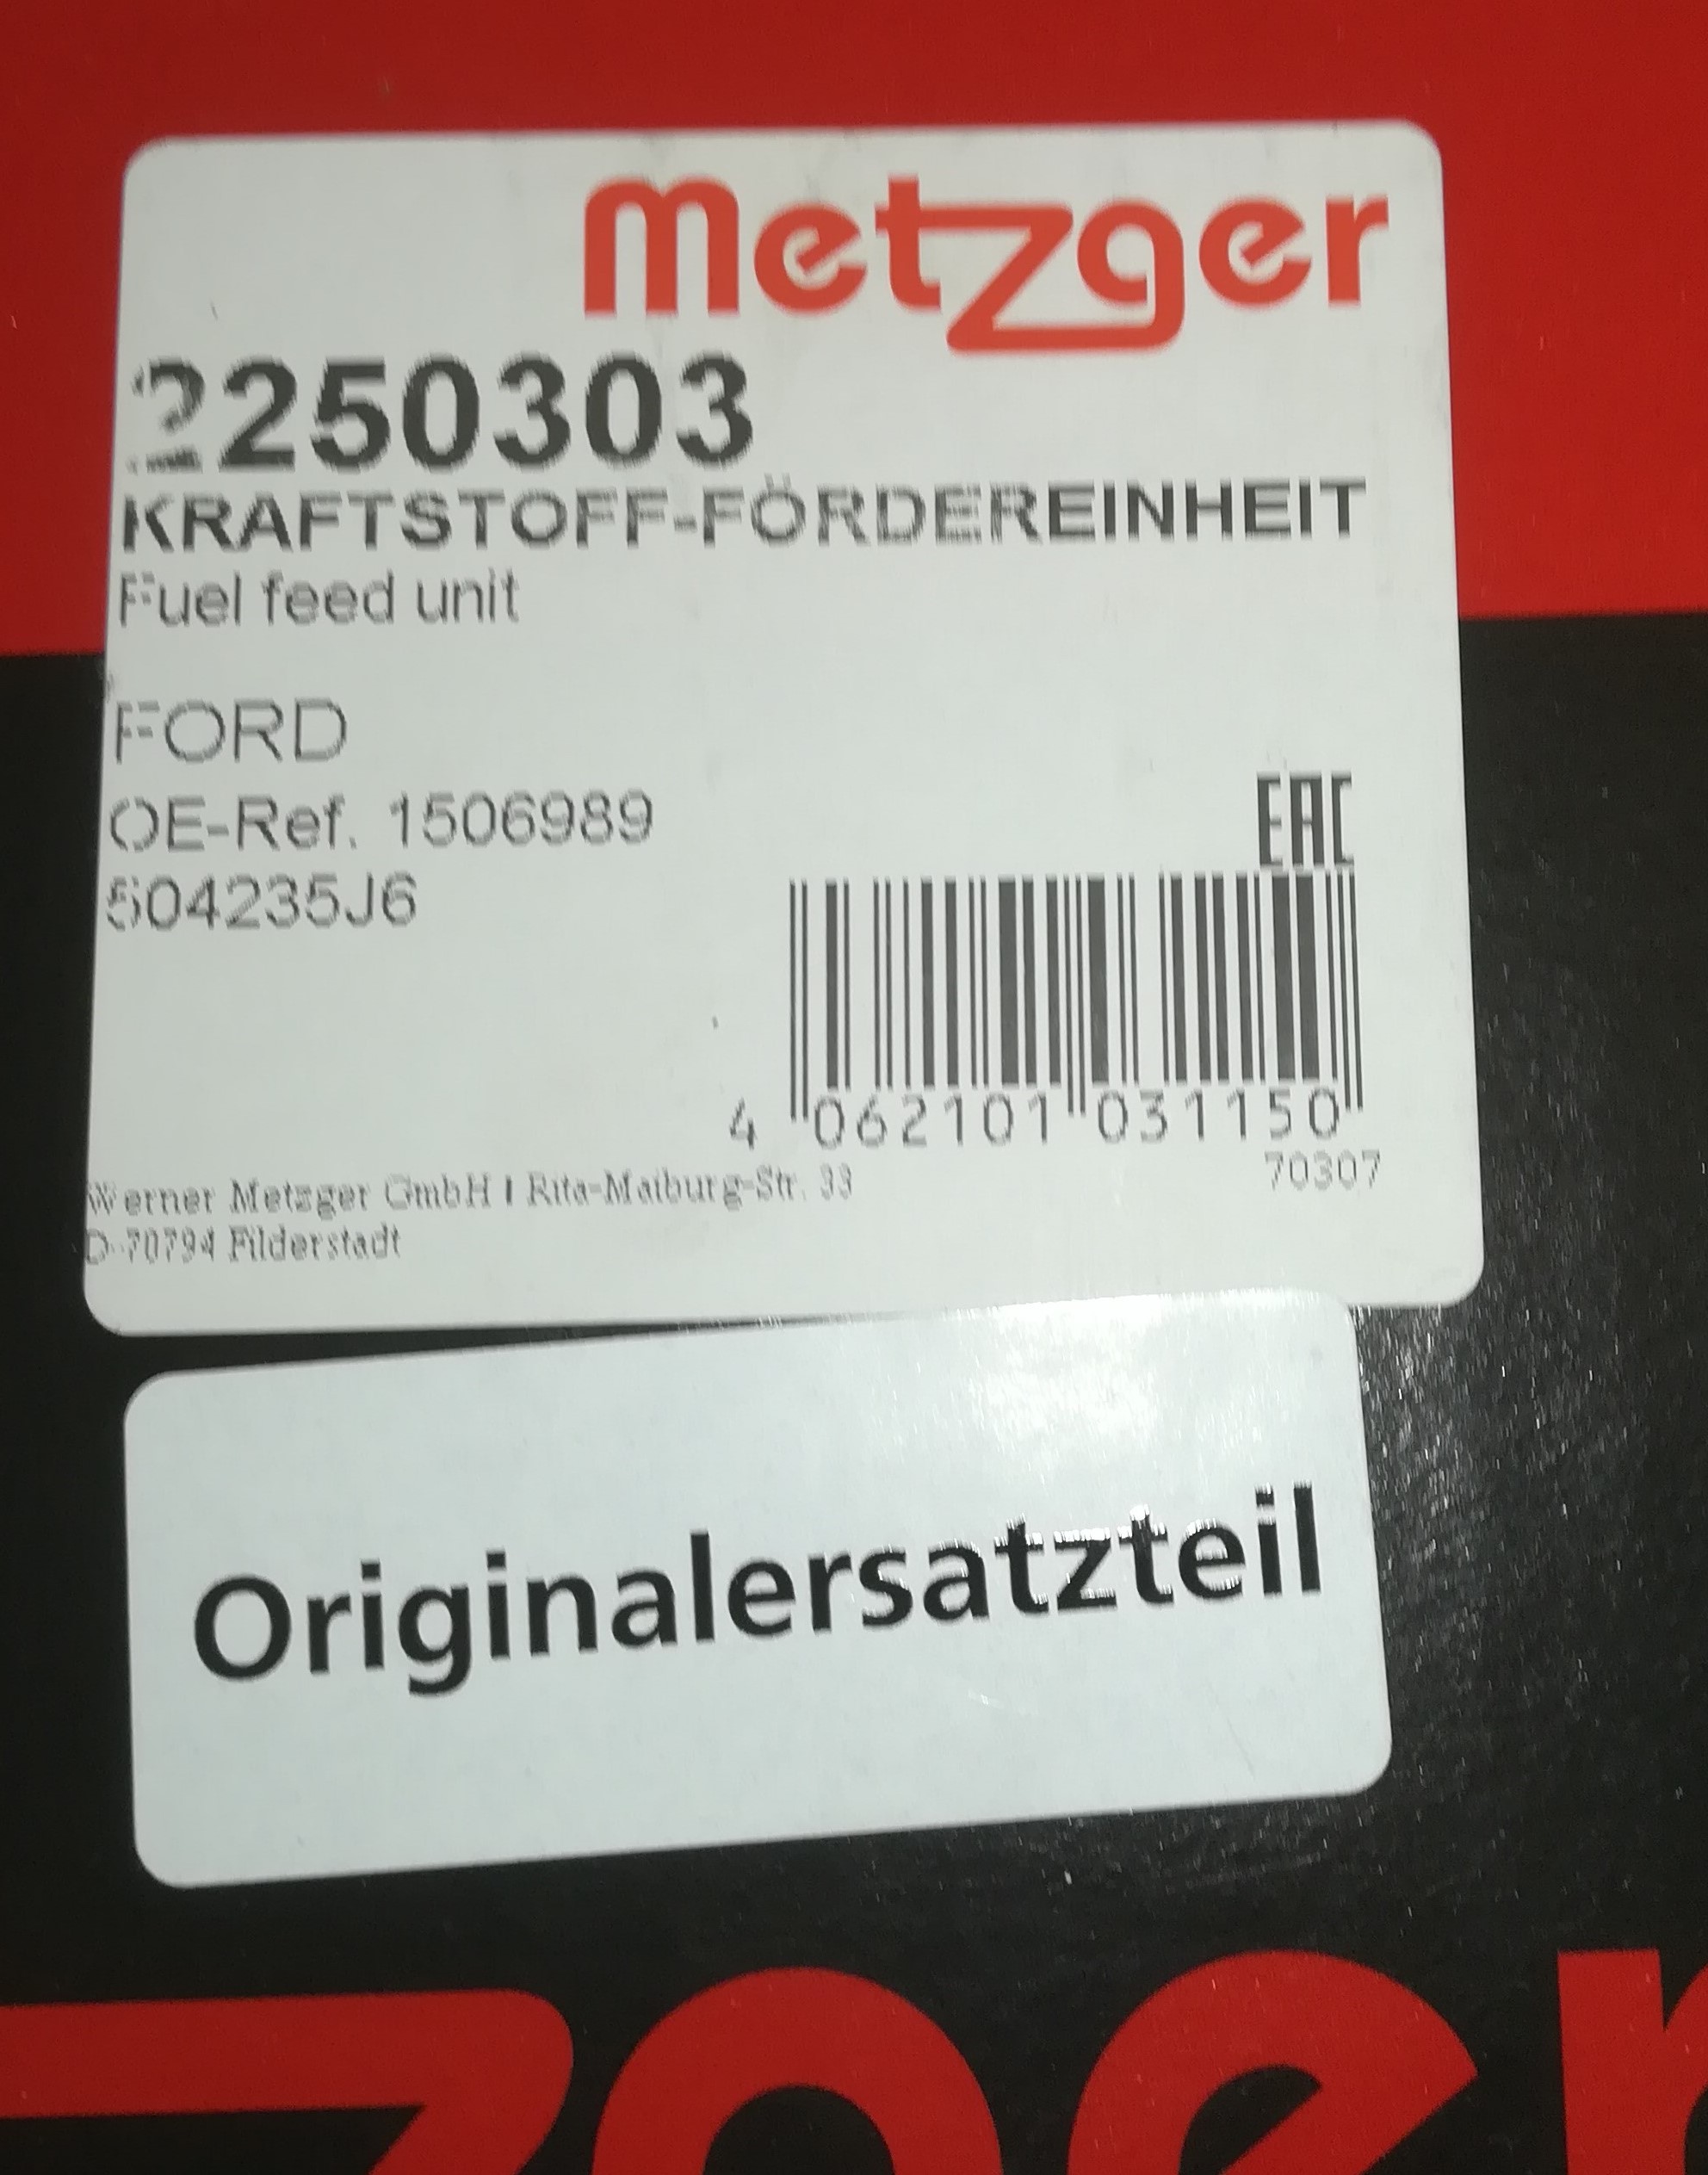 metzger
2250303
KRAFTSTOFF-FÖRDEREINHEIT
Fuel feed unit
FORD
OE-Ref. 1506989
504235J6
EAC
4 062101 031150
70307
Werner Metzger GmbH I Rita-Maiburg-Str. 33
D-70794 Filderstadt
Originalersatzteil
zger